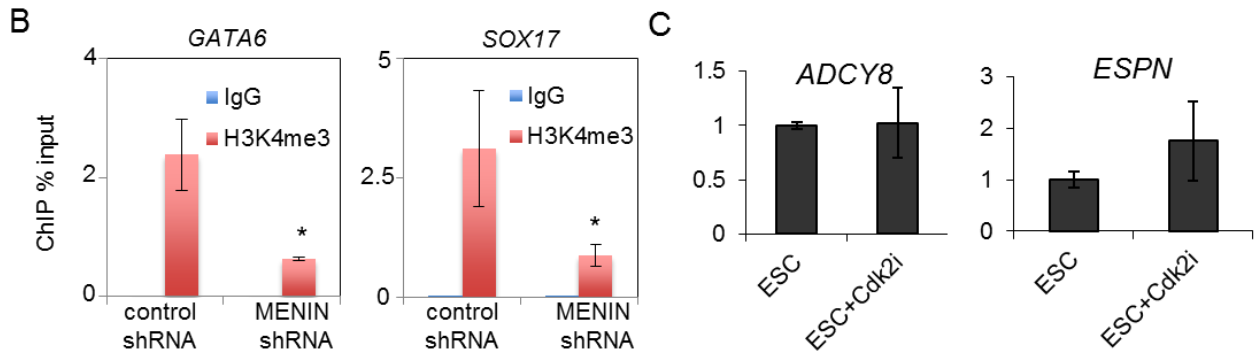 B
GATA6
ChIP % input
4
2
0
IgG
H3K4me3
*
control
shRNA
MENIN
shRNA
SOX17
5
2.5
0
IgG
H3K4me3
*
control
shRNA
MENIN
shRNA
C
ADCY8
1.5
1
0.5
0
ESC
ESC+Cdk2i
ESPN
3
2
1
0
ESC
ESC+Cdk2i